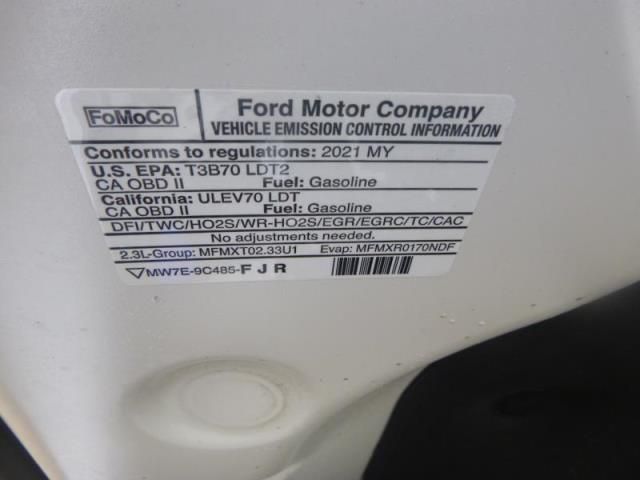 FoMoCo
Ford Motor Company
VEHICLE EMISSION CONTROL INFORMATION
Conforms to regulations: 2021 MY
U.S. EPA: T3B70 LDT2
CA OBD II Fuel: Gasoline
California: ULEV70 LDT
CA OBD II Fuel: Gasoline
DFI/TWC/HO2S/WR-HO2S/EGR/EGRC/TC/CAC
No adjustments needed.
2.3L-Group: MFMXT02.33U1 Evap: MFMXR0170NDF
MW7E-9C485-F J R